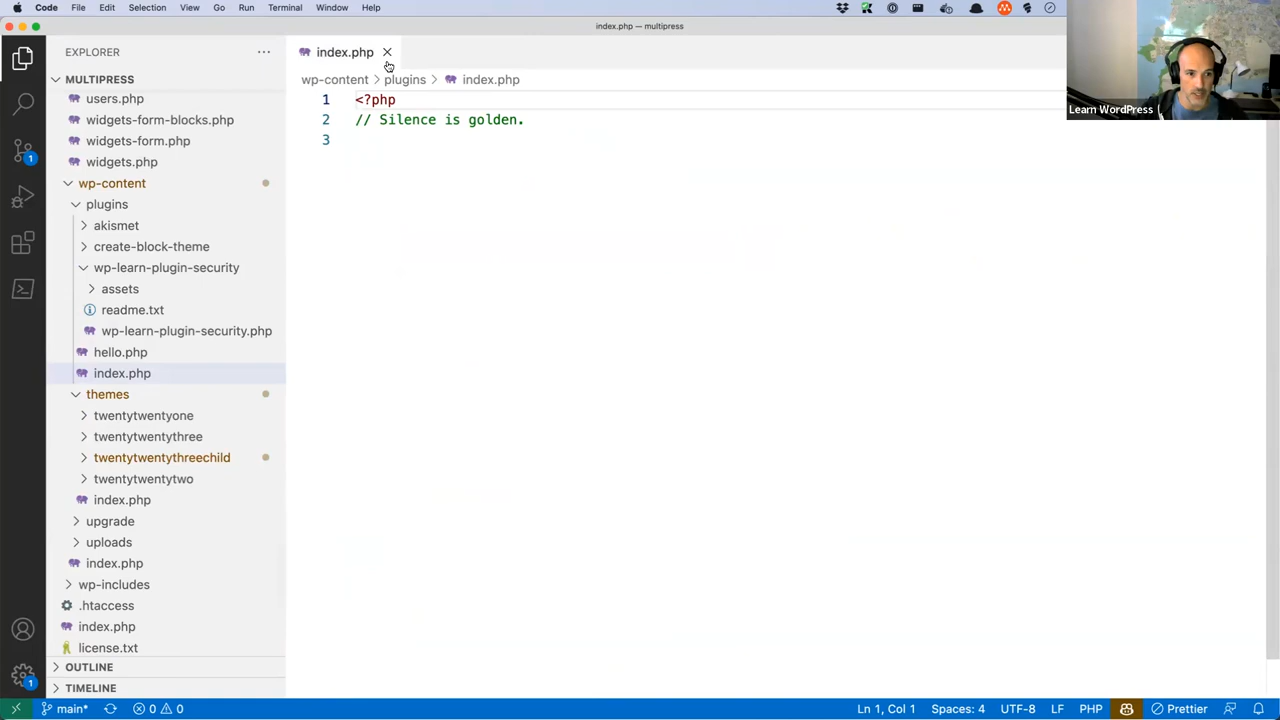 Code File Edit Selection View Go Run Terminal Window Help
index.php — multipress
Learn WordPress
EXPLORER
index.php
MULTIPRESS
wp-content > plugins > index.php
users.php
widgets-form-blocks.php
widgets-form.php
widgets.php
wp-content
plugins
akismet
create-block-theme
wp-learn-plugin-security
assets
readme.txt
wp-learn-plugin-security.php
hello.php
index.php
themes
twentytwentyone
twentytwentythree
twentytwentythreechild
twentytwentytwo
index.php
upgrade
uploads
index.php
wp-includes
.htaccess
index.php
license.txt
OUTLINE
TIMELINE
1 <?php
2 // Silence is golden.
3
1
1
main* 0 0 Ln 1, Col 1 Spaces: 4 UTF-8 LF PHP Prettier